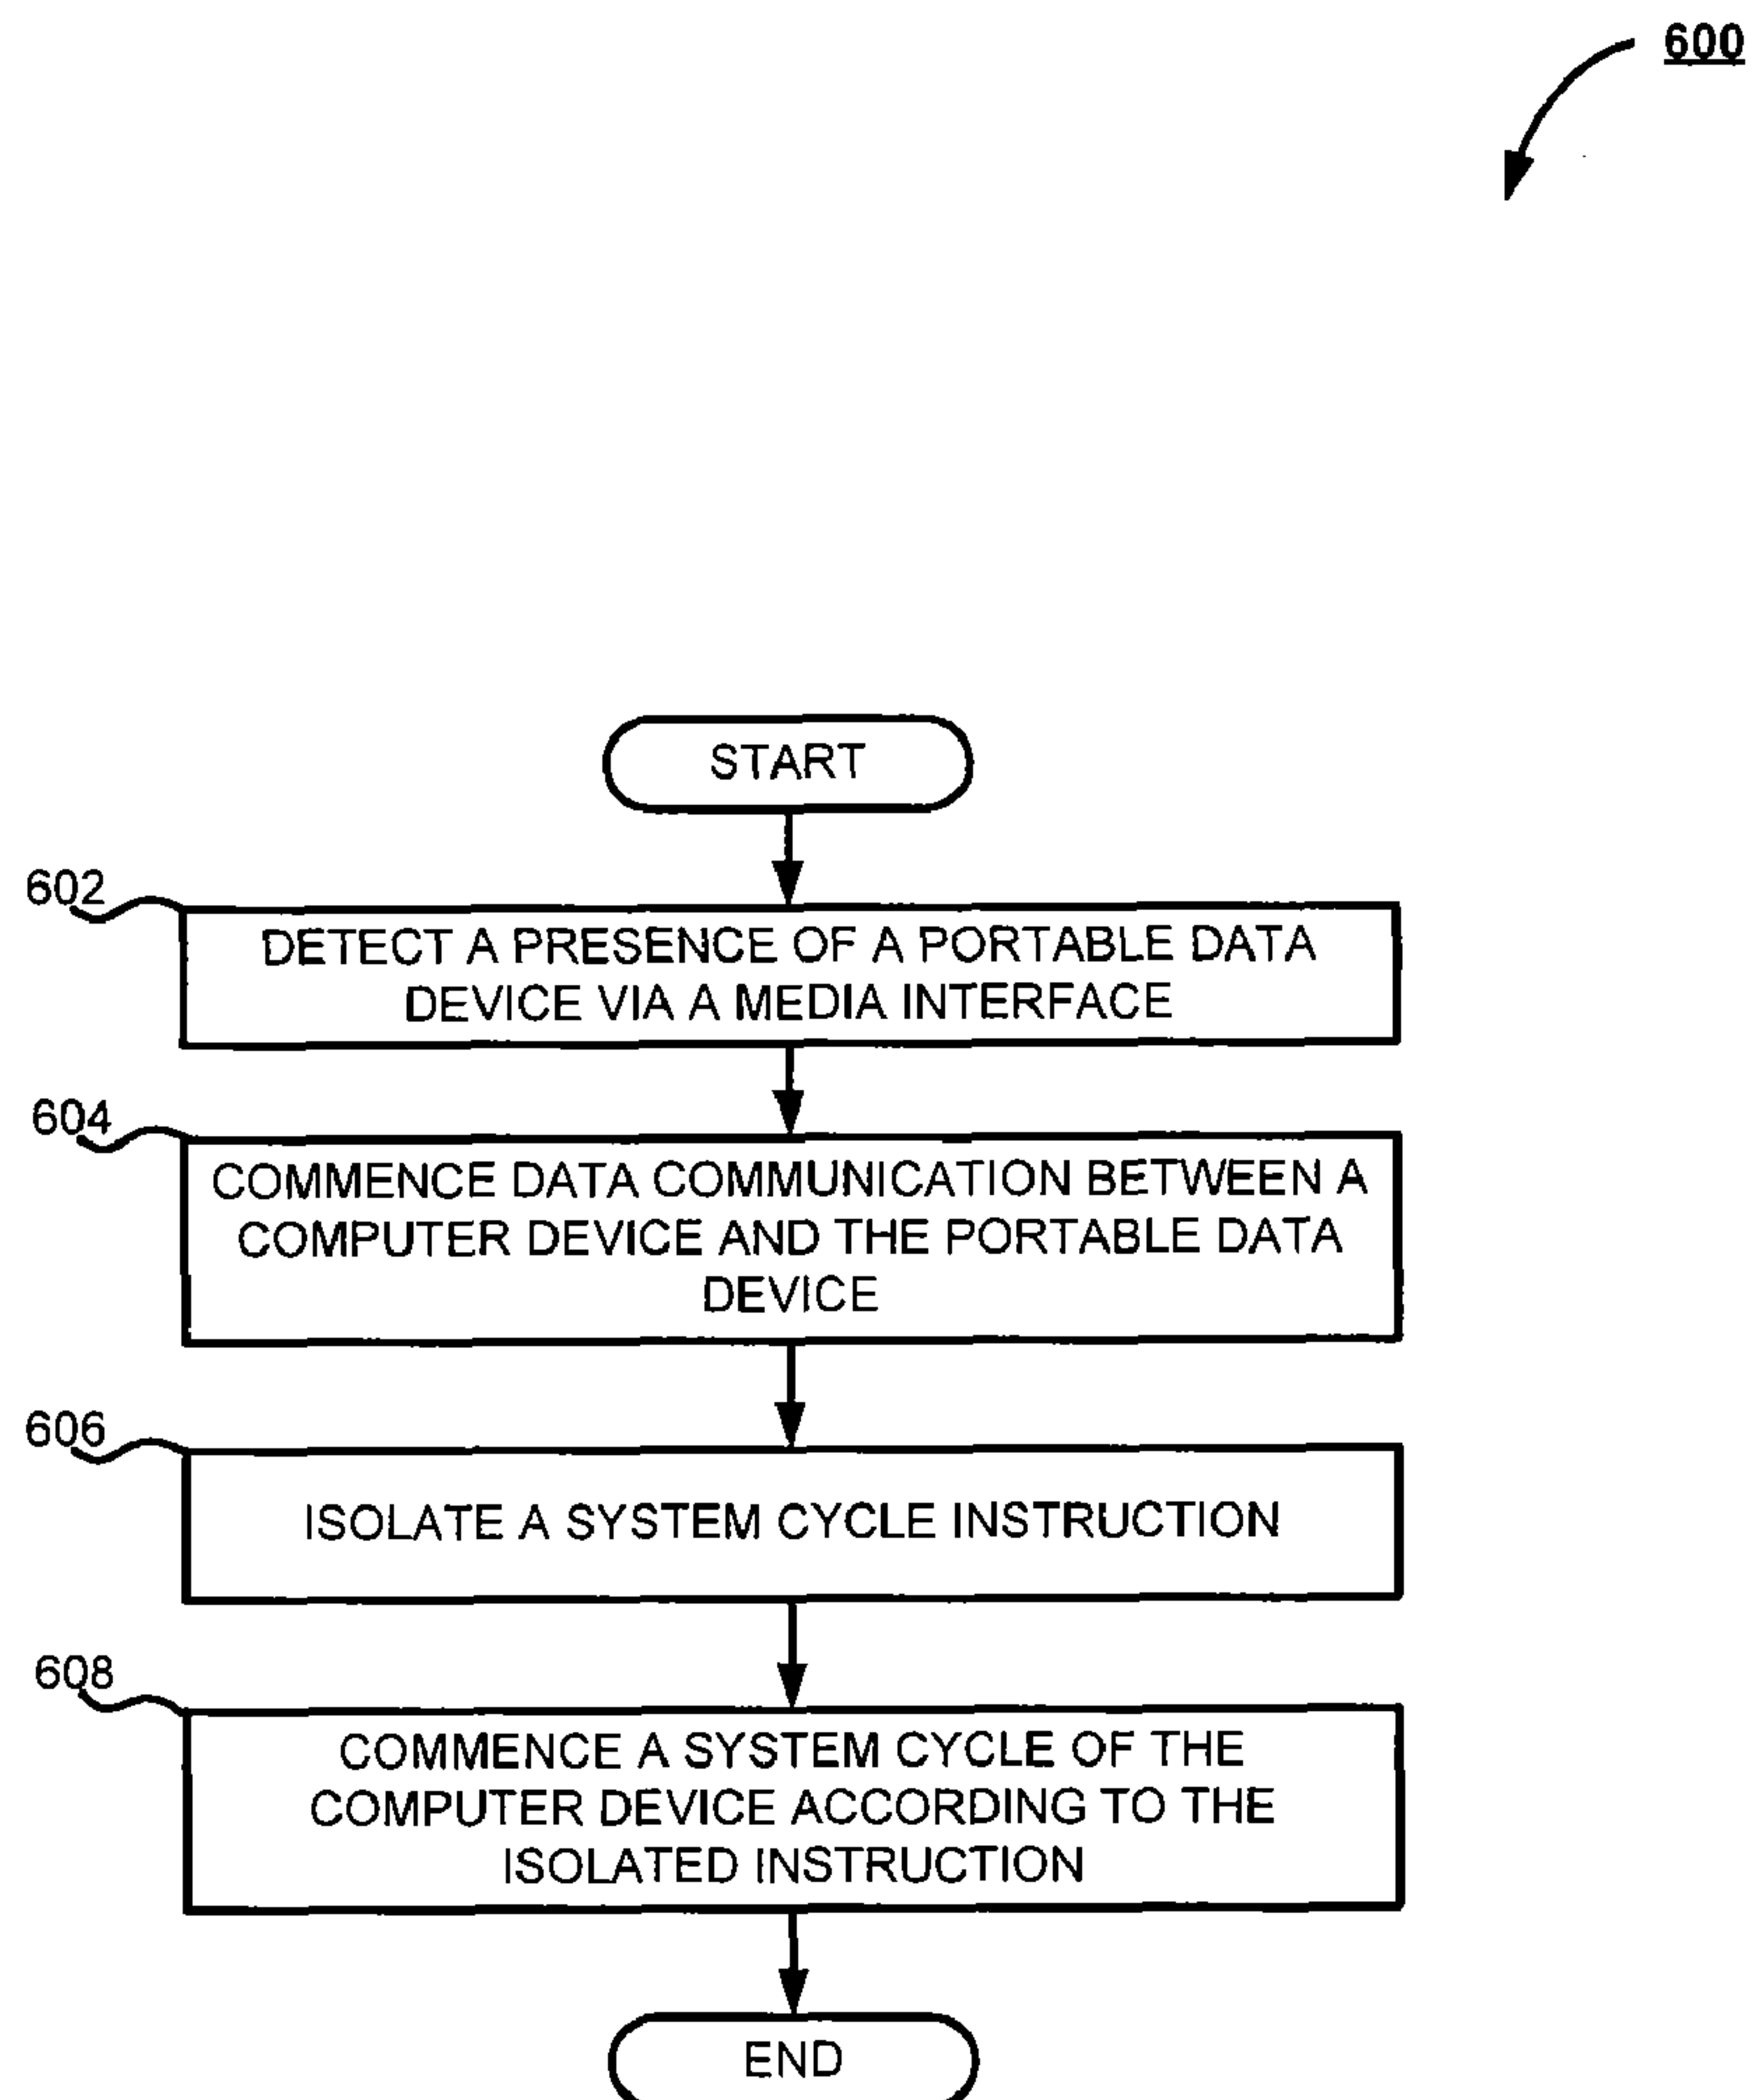 600
START
602
DETECT A PRESENCE OF A PORTABLE DATA
DEVICE VIA A MEDIA INTERFACE
604
COMMENCE DATA COMMUNICATION BETWEEN A
COMPUTER DEVICE AND THE PORTABLE DATA
DEVICE
606
ISOLATE A SYSTEM CYCLE INSTRUCTION
608
COMMENCE A SYSTEM CYCLE OF THE
COMPUTER DEVICE ACCORDING TO THE
ISOLATED INSTRUCTION
END